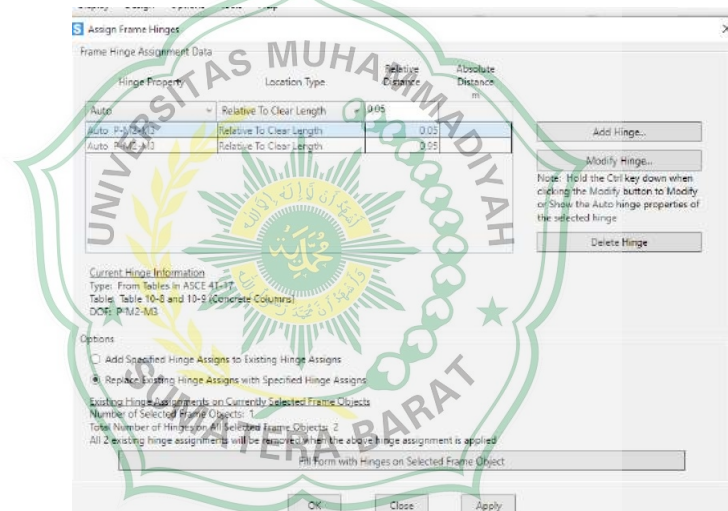 Assign Frame Hinges
Frame Hinge Assignment Data
Hinge Property
Location Type
Relative Distance
Absolute Distance
m
Auto
Relative To Clear Length
0.05
Auto P-M2-M3
Relative To Clear Length
0.05
Auto P-M2-M3
Relative To Clear Length
0.95
Add Hinge...
Modify Hinge...
Note: Hold the Ctrl key down when
clicking the Modify button to Modify
or Show the Auto hinge properties of
the selected hinge
Delete Hinge
Current Hinge Information
Type: From Tables In ASCE 41-17
Table: Table 10-8 and 10-9 (Concrete Columns)
DOF: P-M2-M3
Options
Add Specified Hinge Assigns to Existing Hinge Assigns
Replace Existing Hinge Assigns with Specified Hinge Assigns
Existing Hinge Assignments on Currently Selected Frame Objects
Number of Selected Frame Objects: 1
Total Number of Hinges on All Selected Frame Objects: 2
All 2 existing hinge assignments will be removed when the above hinge assignment is applied
Fill Form with Hinges on Selected Frame Object
OK
Close
Apply
UNIVERSITAS MUHAMMADIYAH
SUMATERA BARAT